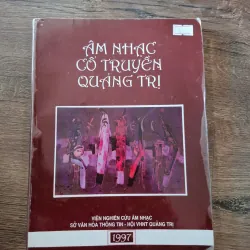 ÂM NHẠC
CỔ TRUYỀN
QUẢNG TRỊ
VIỆN NGHIÊN CỨU ÂM NHẠC
SỞ VĂN HÓA THÔNG TIN - HỘI VHNT QUẢNG TRỊ
1997